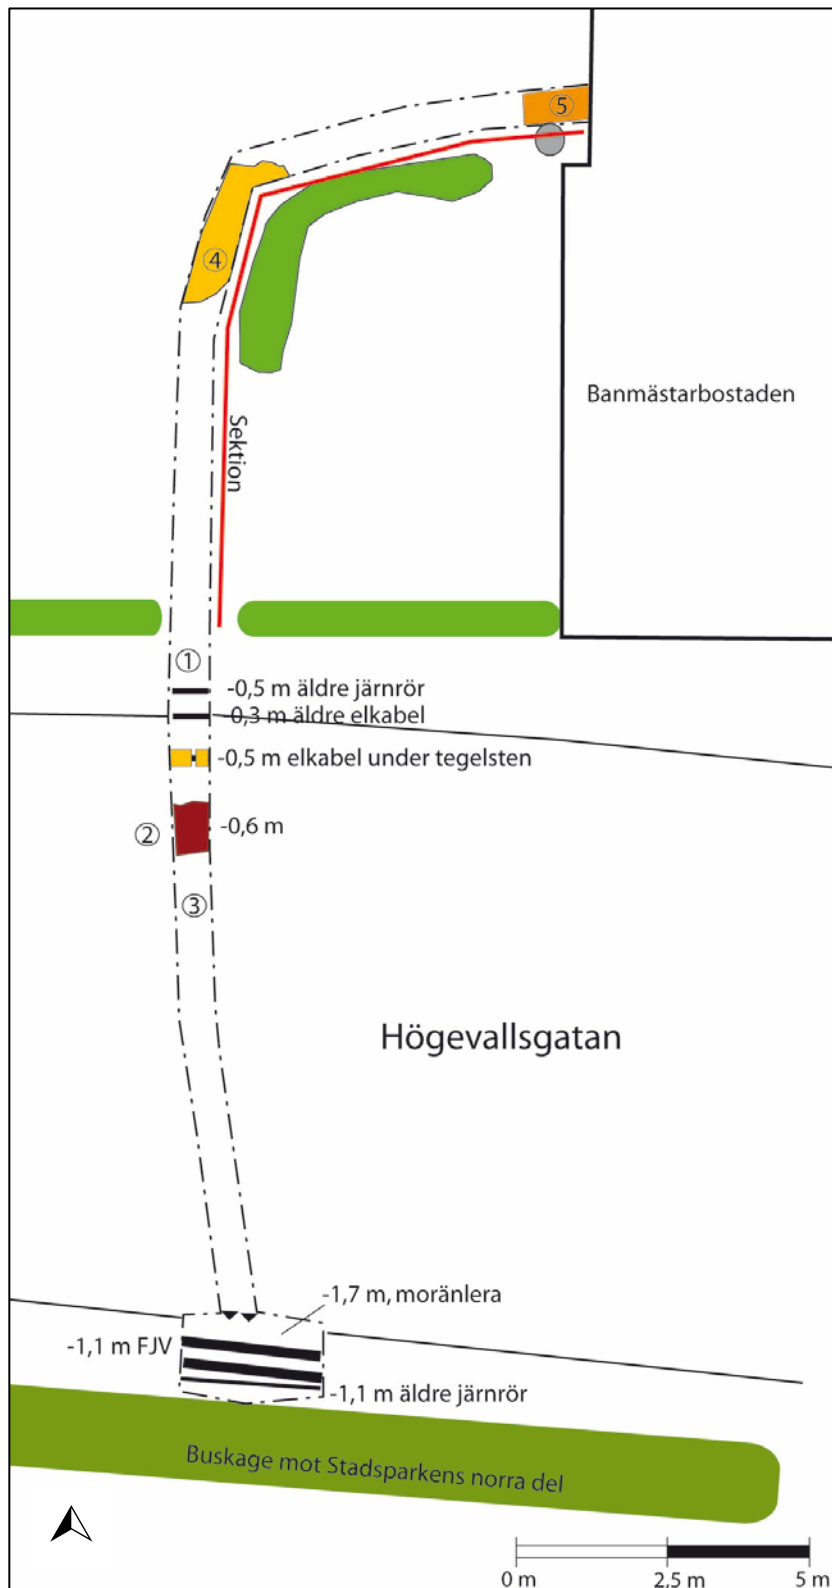 ⑤
④
Banmästarbostaden
Sektion
①
-0,5 m äldre järnrör
-0,3 m äldre elkabel
-0,5 m elkabel under tegelsten
② -0,6 m
③
Högevallsgatan
-1,7 m, moränlera
-1,1 m FJV
-1,1 m äldre järnrör
Buskage mot Stadsparkens norra del
0 m 2,5 m 5 m